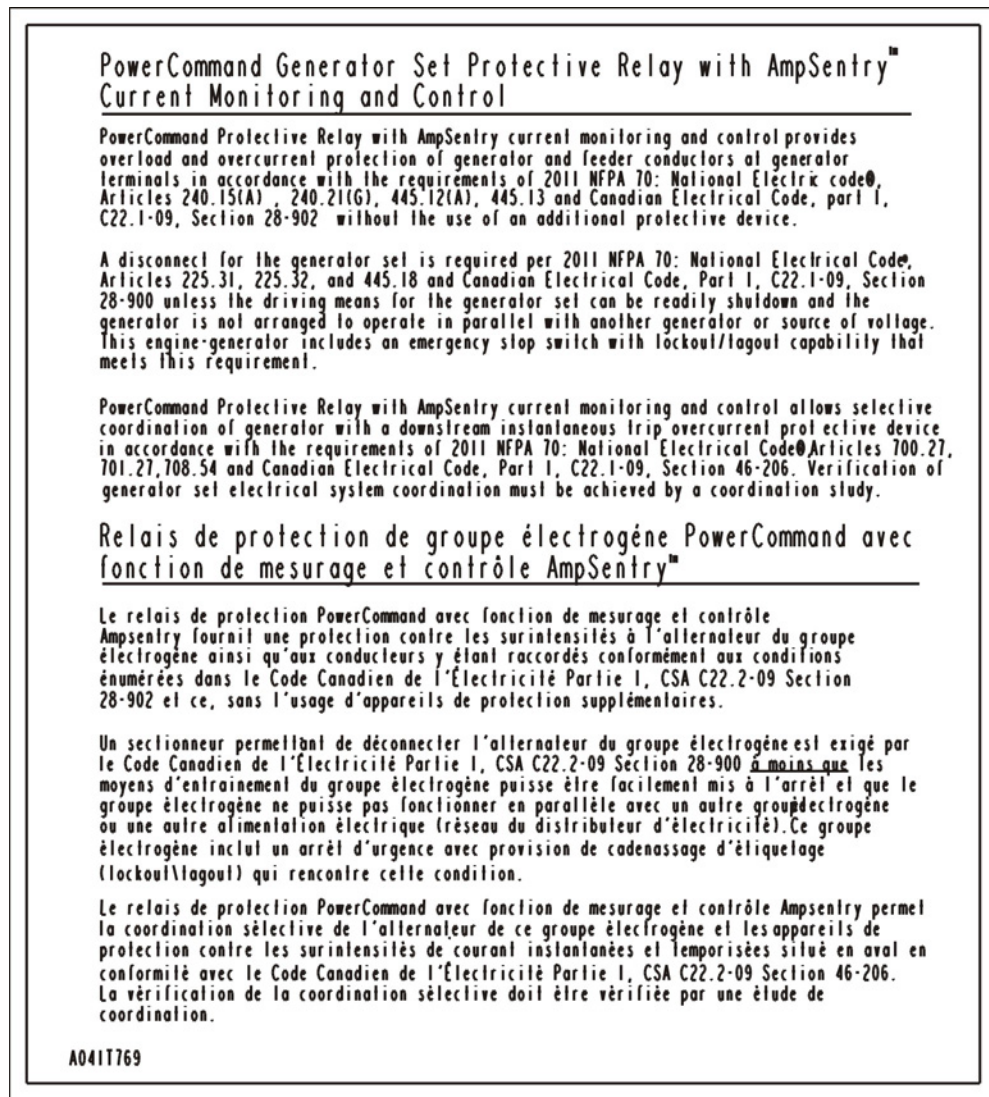 PowerCommand Generator Set Protective Relay with AmpSentry™
Current Monitoring and Control
PowerCommand Protective Relay with AmpSentry current monitoring and control provides
overload and overcurrent protection of generator and feeder conductors at generator
terminals in accordance with the requirements of 2011 NFPA 70: National Electric code®,
Articles 240.15(A) , 240.21(G), 445.12(A), 445.13 and Canadian Electrical Code, part 1,
C22.1-09, Section 28-902 without the use of an additional protective device.
A disconnect for the generator set is required per 2011 NFPA 70: National Electrical Code®,
Articles 225.31, 225.32, and 445.18 and Canadian Electrical Code, Part 1, C22.1-09, Section
28-900 unless the driving means for the generator set can be readily shutdown and the
generator is not arranged to operate in parallel with another generator or source of voltage.
This engine-generator includes an emergency stop switch with lockout/tagout capability that
meets this requirement.
PowerCommand Protective Relay with AmpSentry current monitoring and control allows selective
coordination of generator with a downstream instantaneous trip overcurrent prot ective device
in accordance with the requirements of 2011 NFPA 70: National Electrical Code®,Articles 700.27,
701.27,708.54 and Canadian Electrical Code, Part 1, C22.1-09, Section 46-206. Verification of
generator set electrical system coordination must be achieved by a coordination study.
Relais de protection de groupe électrogéne PowerCommand avec
fonction de mesurage et contrôle AmpSentry™
Le relais de protection PowerCommand avec fonction de mesurage et contrôle
Ampsentry fournit une protection contre les surintensités à l'alternateur du groupe
électrogène ainsi qu'aux conducteurs y étant raccordés conformément aux conditions
énumérées dans le Code Canadien de l'Électricité Partie I, CSA C22.2-09 Section
28-902 et ce, sans l'usage d'appareils de protection supplémentaires.
Un sectionneur permettant de déconnecter l'alternateur du groupe électrogène est exigé par
le Code Canadien de l'Électricité Partie I, CSA C22.2-09 Section 28-900 à moins que les
moyens d'entrainement du groupe électrogène puisse être facilement mis à l'arrêt et que le
groupe électrogène ne puisse pas fonctionner en parallèle avec un autre groupe électrogène
ou une autre alimentation électrique (réseau du distributeur d'électricité).Ce groupe
électrogène inclut un arrêt d'urgence avec provision de cadenassage d'étiquetage
(lockout\tagout) qui rencontre cette condition.
Le relais de protection PowerCommand avec fonction de mesurage et contrôle Ampsentry permet
la coordination sélective de l'alternateur de ce groupe électrogène et les appareils de
protection contre les surintensités de courant instantanées et temporisées situé en aval en
conformité avec le Code Canadien de l'Électricité Partie I, CSA C22.2-09 Section 46-206.
La vérification de la coordination sélective doit être vérifiée par une étude de
coordination.
A041T769